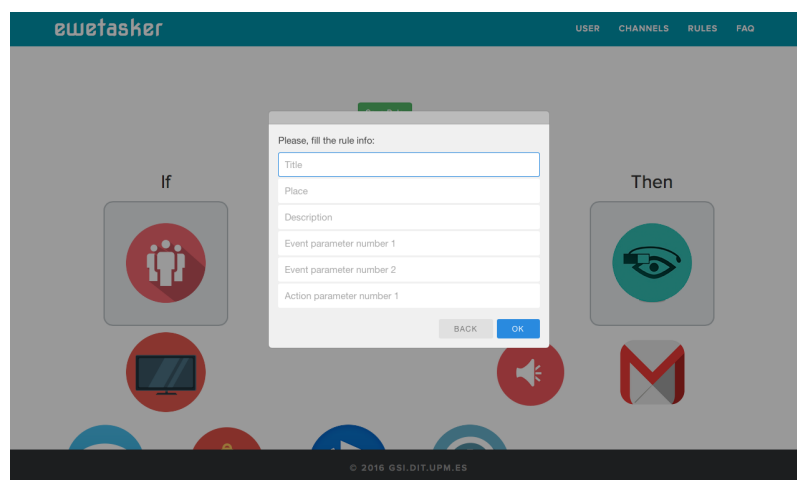 ewetasker
USER CHANNELS RULES FAQ
Please, fill the rule info:
Title
Place
Description
Event parameter number 1
Event parameter number 2
Action parameter number 1
BACK OK
If
Then
© 2016 GSI.DIT.UPM.ES